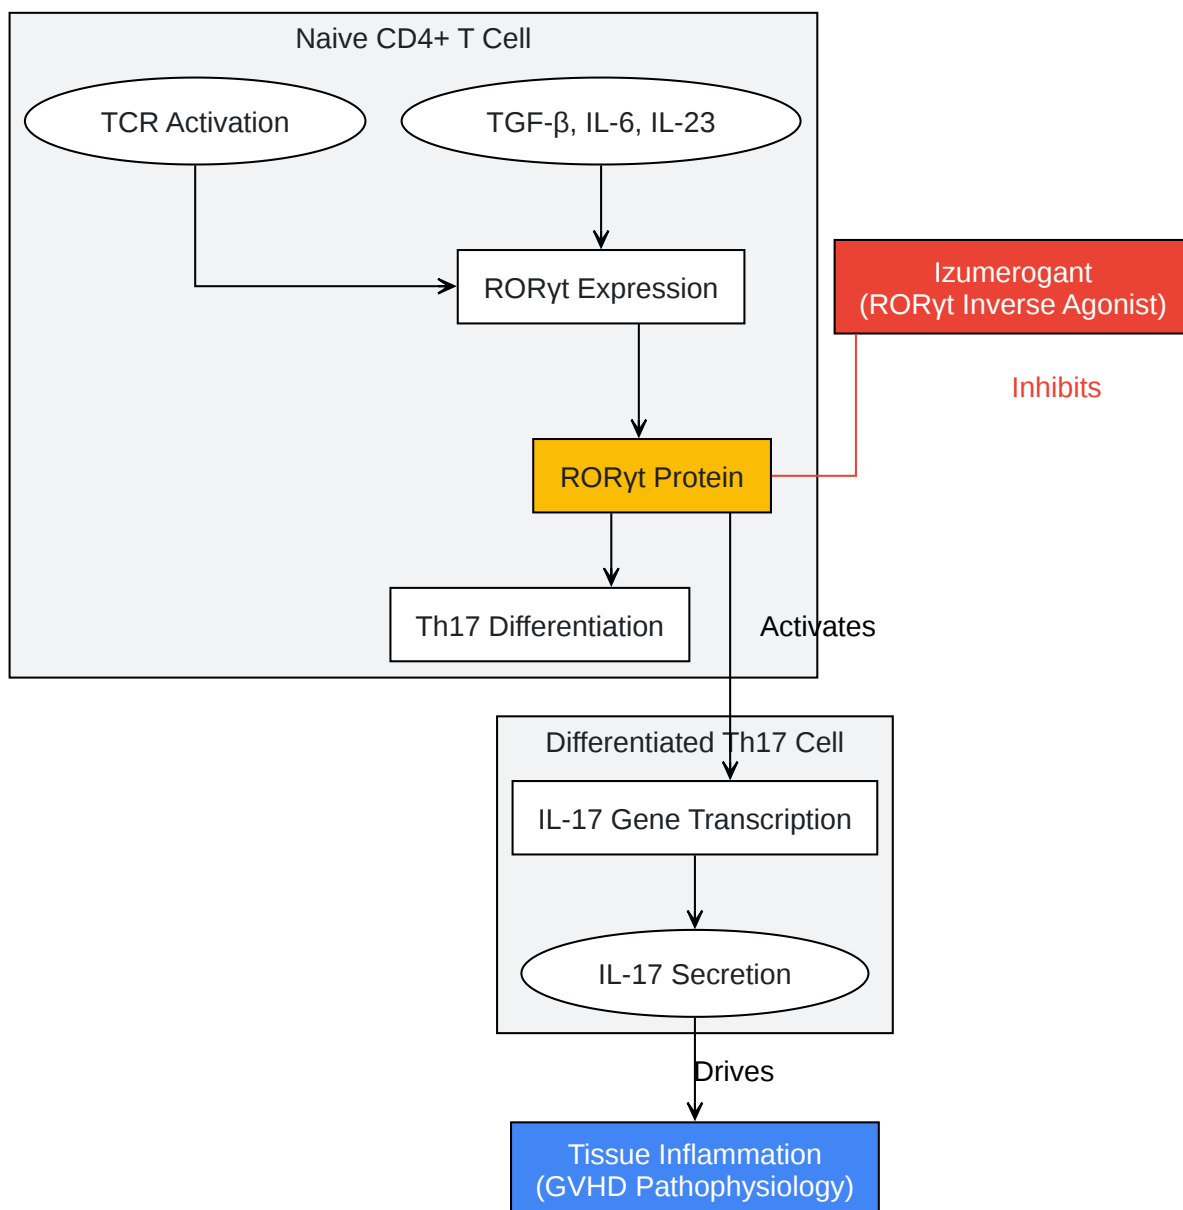 Naive CD4+ T Cell
TCR Activation
TGF-β, IL-6, IL-23
RORγt Expression
Izumerogant
(RORγt Inverse Agonist)
Inhibits
RORγt Protein
Th17 Differentiation
Activates
Differentiated Th17 Cell
IL-17 Gene Transcription
IL-17 Secretion
Drives
Tissue Inflammation
(GVHD Pathophysiology)